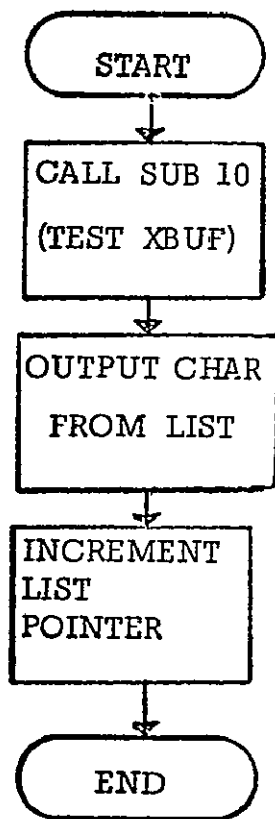 START
CALL SUB 10
(TEST XBUF)
OUTPUT CHAR
FROM LIST
INCREMENT
LIST
POINTER
END